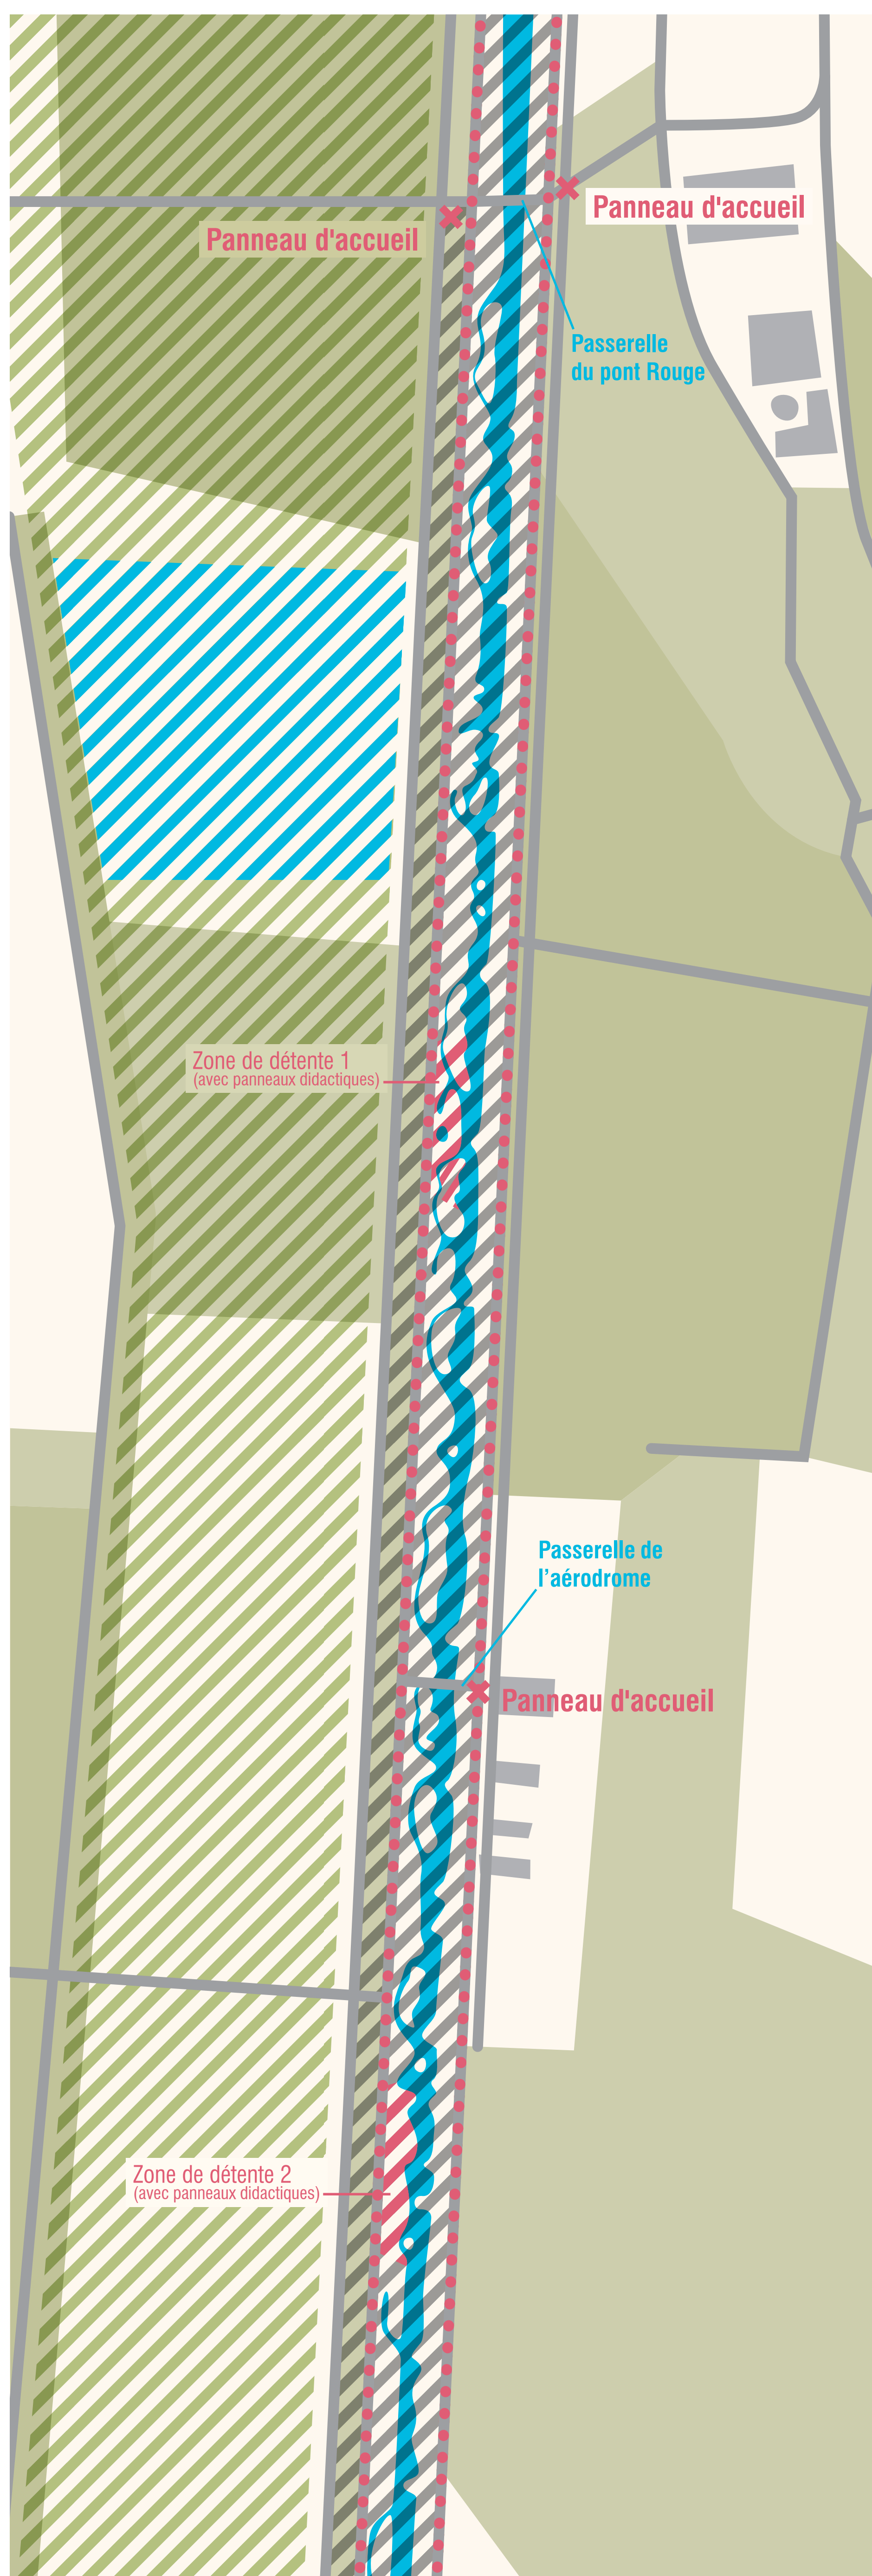 Panneau d'accueil
Panneau d'accueil
Passerelle
du pont Rouge
Zone de détente 1
(avec panneaux didactiques)
Passerelle de
l’aérodrome
Panneau d'accueil
Zone de détente 2
(avec panneaux didactiques)